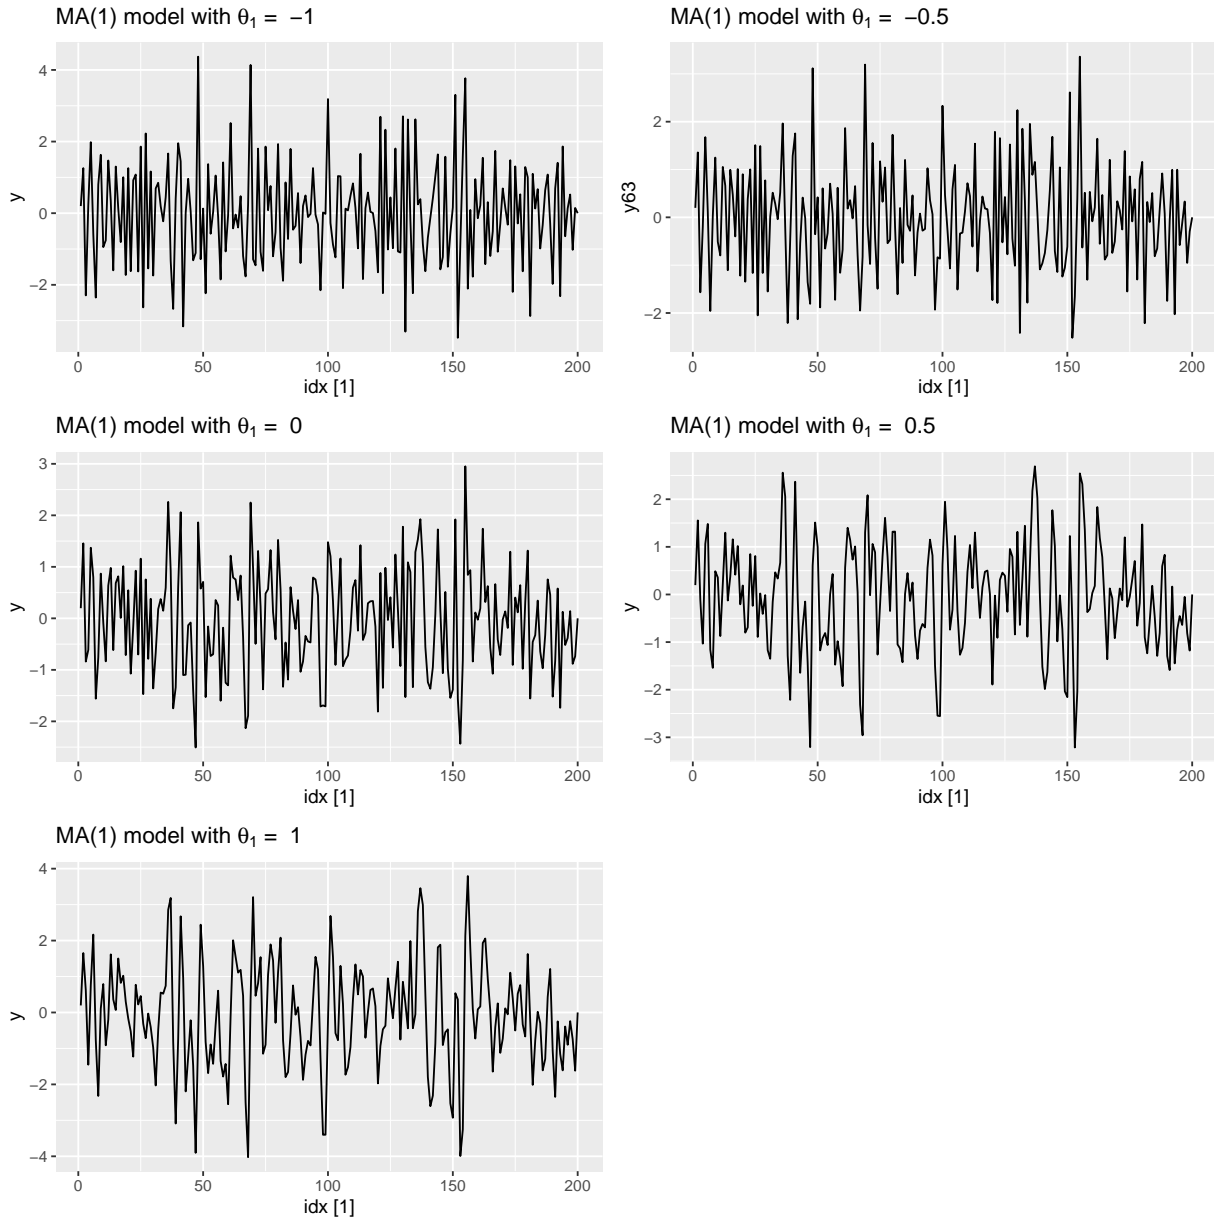 MA(1) model with θ₁ = −1
4
2
0
−2
y
0 50 100 150 200
idx [1]
MA(1) model with θ₁ = −0.5
2
0
−2
y63
0 50 100 150 200
idx [1]
MA(1) model with θ₁ = 0
3
2
1
0
−1
−2
y
0 50 100 150 200
idx [1]
MA(1) model with θ₁ = 0.5
2
1
0
−1
−2
−3
y
0 50 100 150 200
idx [1]
MA(1) model with θ₁ = 1
4
2
0
−2
−4
y
0 50 100 150 200
idx [1]